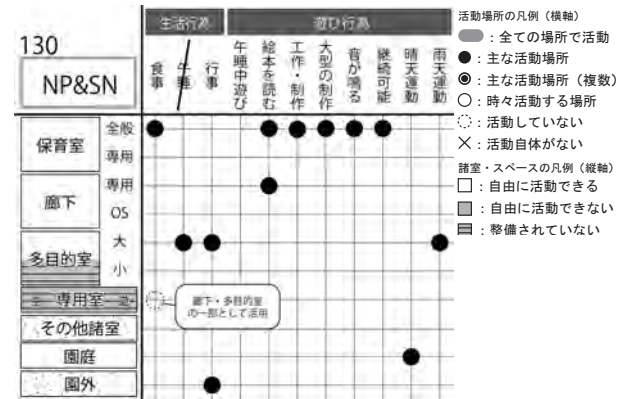 130
NP&SN
生活行為
遊び行為
食事
午睡
行事
午睡中遊び
絵本を読む
工作・制作
大型の制作
音が鳴る
継続可能
晴天運動
雨天運動
保育室
全般
専用
廊下
専用
OS
多目的室
大
小
専用室
廊下・多目的室
の一部として活用
その他諸室
園庭
園外
活動場所の凡例（横軸）
：全ての場所で活動
：主な活動場所
：主な活動場所（複数）
：時々活動する場所
：活動していない
：活動自体がない
諸室・スペースの凡例（縦軸）
：自由に活動できる
：自由に活動できない
：整備されていない